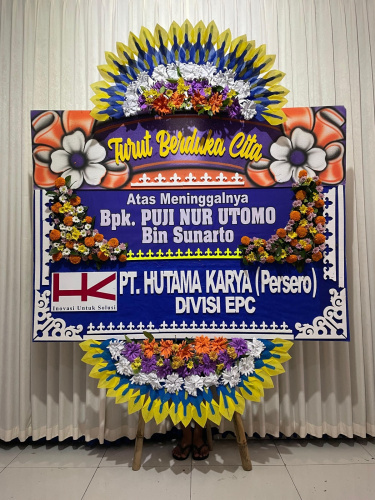 Turut Berduka Cita
Atas Meninggalnya
Bpk. PUJI NUR UTOMO
Bin Sunarto
HK
Inovasi Untuk Solusi
PT. HUTAMA KARYA (Persero)
DIVISI EPC